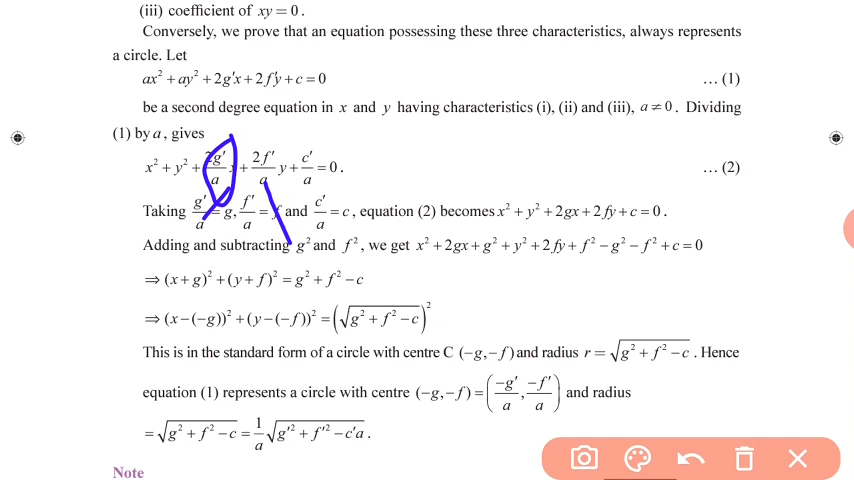 (iii) coefficient of xy = 0 .
Conversely, we prove that an equation possessing these three characteristics, always represents
a circle. Let
ax² + ay² + 2g′x + 2f′y + c = 0 … (1)
be a second degree equation in x and y having characteristics (i), (ii) and (iii), a ≠ 0 . Dividing
(1) by a , gives
x² + y² + 2g′/a x + 2f′/a y + c′/a = 0 . … (2)
Taking g′/a = g, f′/a = f and c′/a = c , equation (2) becomes x² + y² + 2gx + 2fy + c = 0 .
Adding and subtracting g² and f² , we get x² + 2gx + g² + y² + 2fy + f² − g² − f² + c = 0
⇒ (x + g)² + (y + f)² = g² + f² − c
⇒ (x − (−g))² + (y − (−f))² = (√(g² + f² − c))²
This is in the standard form of a circle with centre C (−g, −f) and radius r = √(g² + f² − c) . Hence
equation (1) represents a circle with centre (−g, −f) = (−g′/a, −f′/a) and radius
= √(g² + f² − c) = 1/a √(g′² + f′² − c′a) .
Note